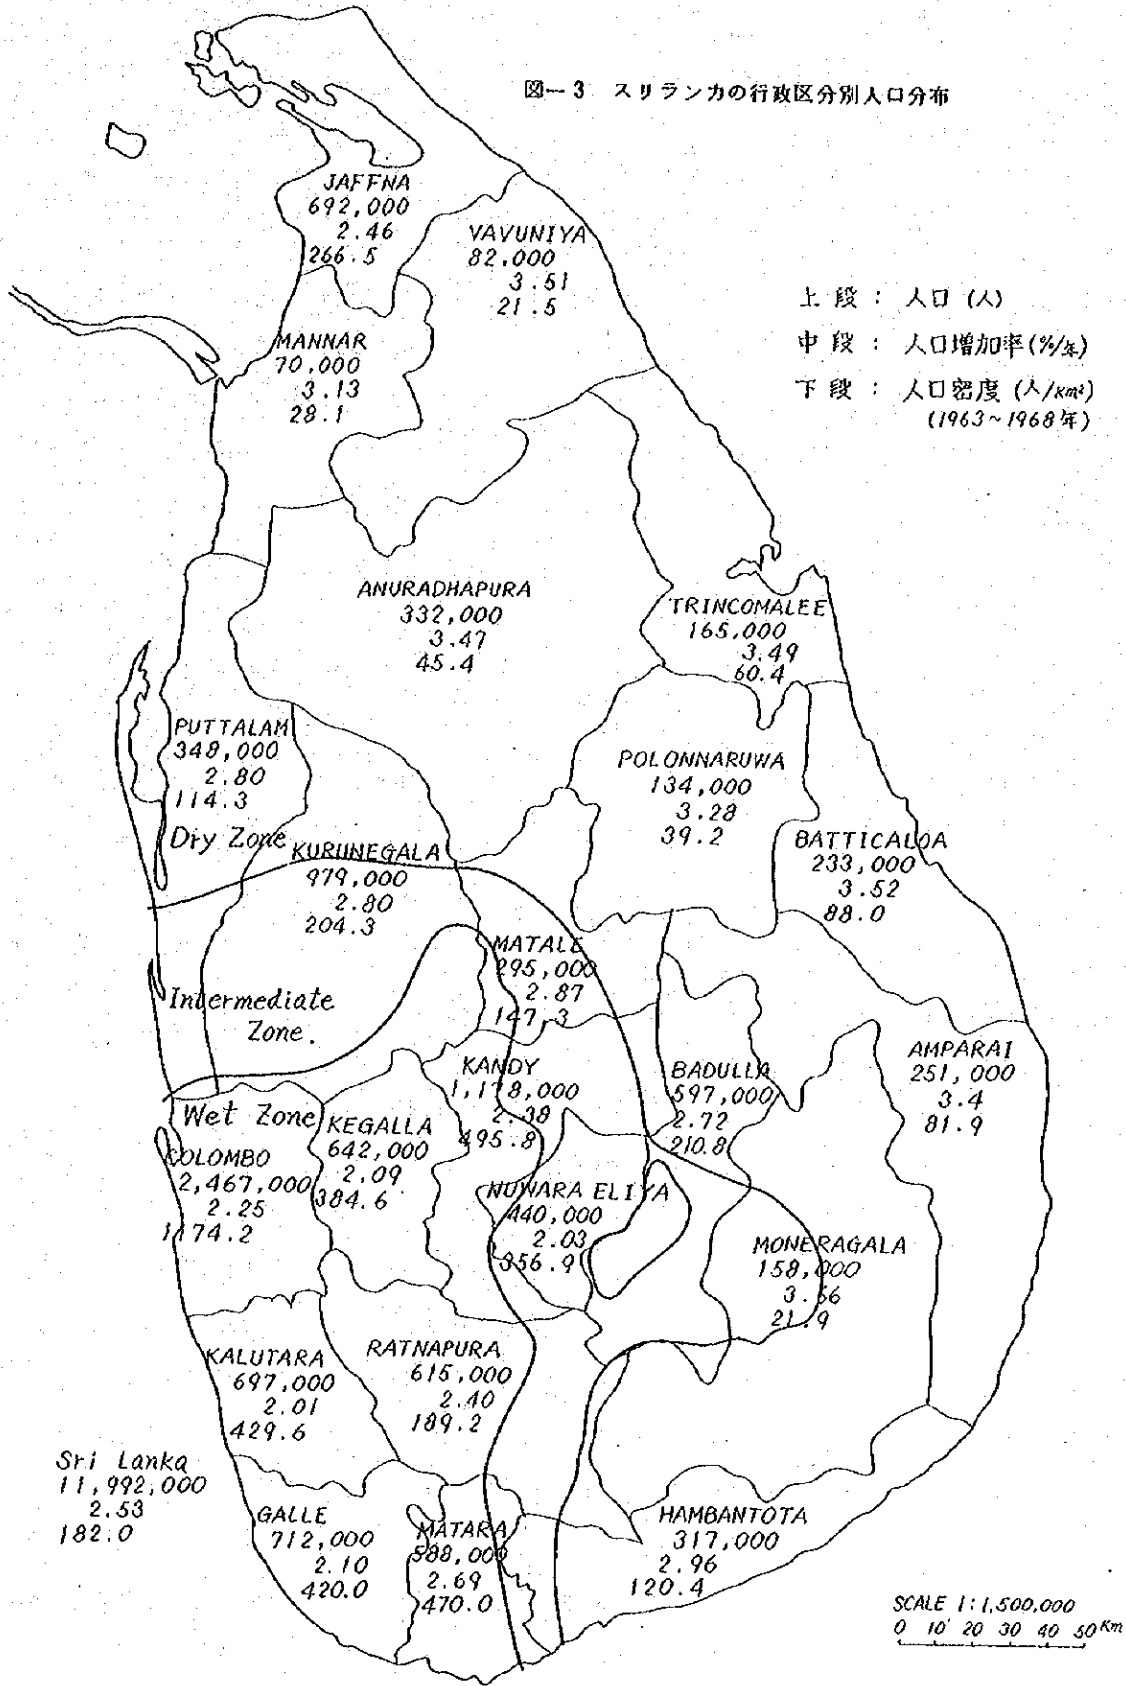 図-3 スリランカの行政区分別人口分布
JAFFNA
692,000
2.46
266.5
VAVUNIYA
82.000
3.51
21.5
上段: 人口 (人)
中段: 人口増加率(%/年)
下段: 人口密度 (人/km²)
(1963~1968年)
MANNAR
70,000
3.13
28.1
ANURADHAPURA
332,000
3.47
45.4
TRINCOMALEE
165,000
3.49
60.4
PUTTALAM
348,000
2.80
114.3
Dry Zone
POLONNARUWA
134,000
3.28
39.2
KURUNEGALA
979,000
2.80
204.3
BATTICALOA
233,000
3.52
88.0
MATALE
295,000
2.87
147.3
Intermediate
Zone.
KANDY
1,178,000
2.38
495.8
BADULLA
597,000
2.72
210.8
AMPARAI
251,000
3.4
81.9
Wet Zone
KEGALLA
642,000
2.09
384.6
COLOMBO
2,467,000
2.25
1174.2
NUWARA ELIYA
440,000
2.03
356.9
MONERAGALA
158,000
3.66
21.9
KALUTARA
697,000
2.01
429.6
RATNAPURA
615,000
2.40
189.2
Sri Lanka
11,992,000
2.53
182.0
GALLE
712,000
2.10
420.0
MATARA
588,000
2.69
470.0
HAMBANTOTA
317,000
2.96
120.4
SCALE 1:1,500,000
0 10 20 30 40 50 Km